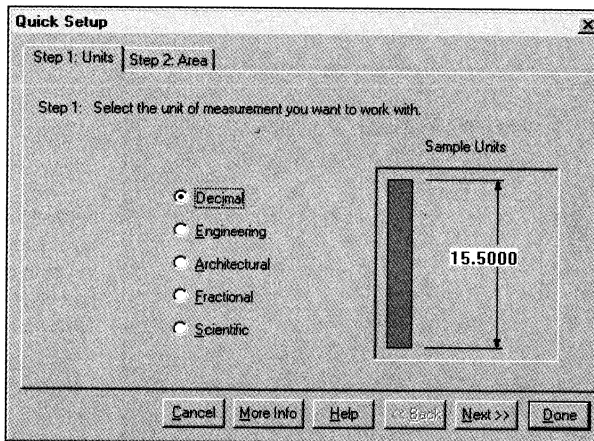 Quick Setup
Step 1: Units
Step 2: Area
Step 1: Select the unit of measurement you want to work with.
Sample Units
Decimal
Engineering
Architectural
Fractional
Scientific
15.5000
Cancel
More Info
Help
<< Back
Next >>
Done